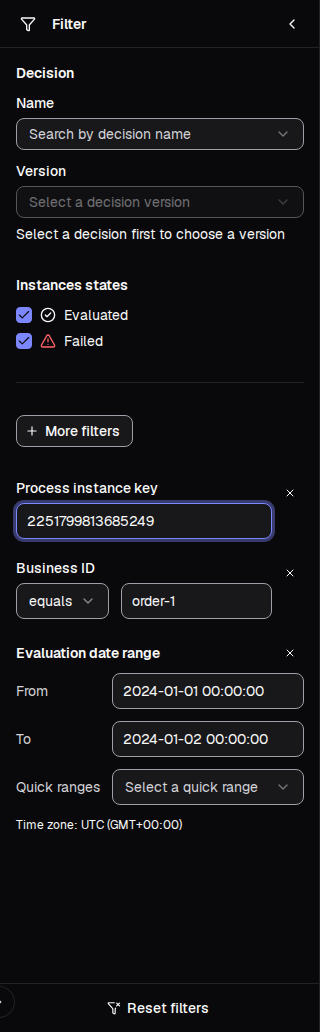 Filter
Decision
Name
Search by decision name
Version
Select a decision version
Select a decision first to choose a version
Instances states
Evaluated
Failed
More filters
Process instance key
2251799813685249
Business ID
equals order-1
Evaluation date range
From 2024-01-01 00:00:00
To 2024-01-02 00:00:00
Quick ranges Select a quick range
Time zone: UTC (GMT+00:00)
Reset filters